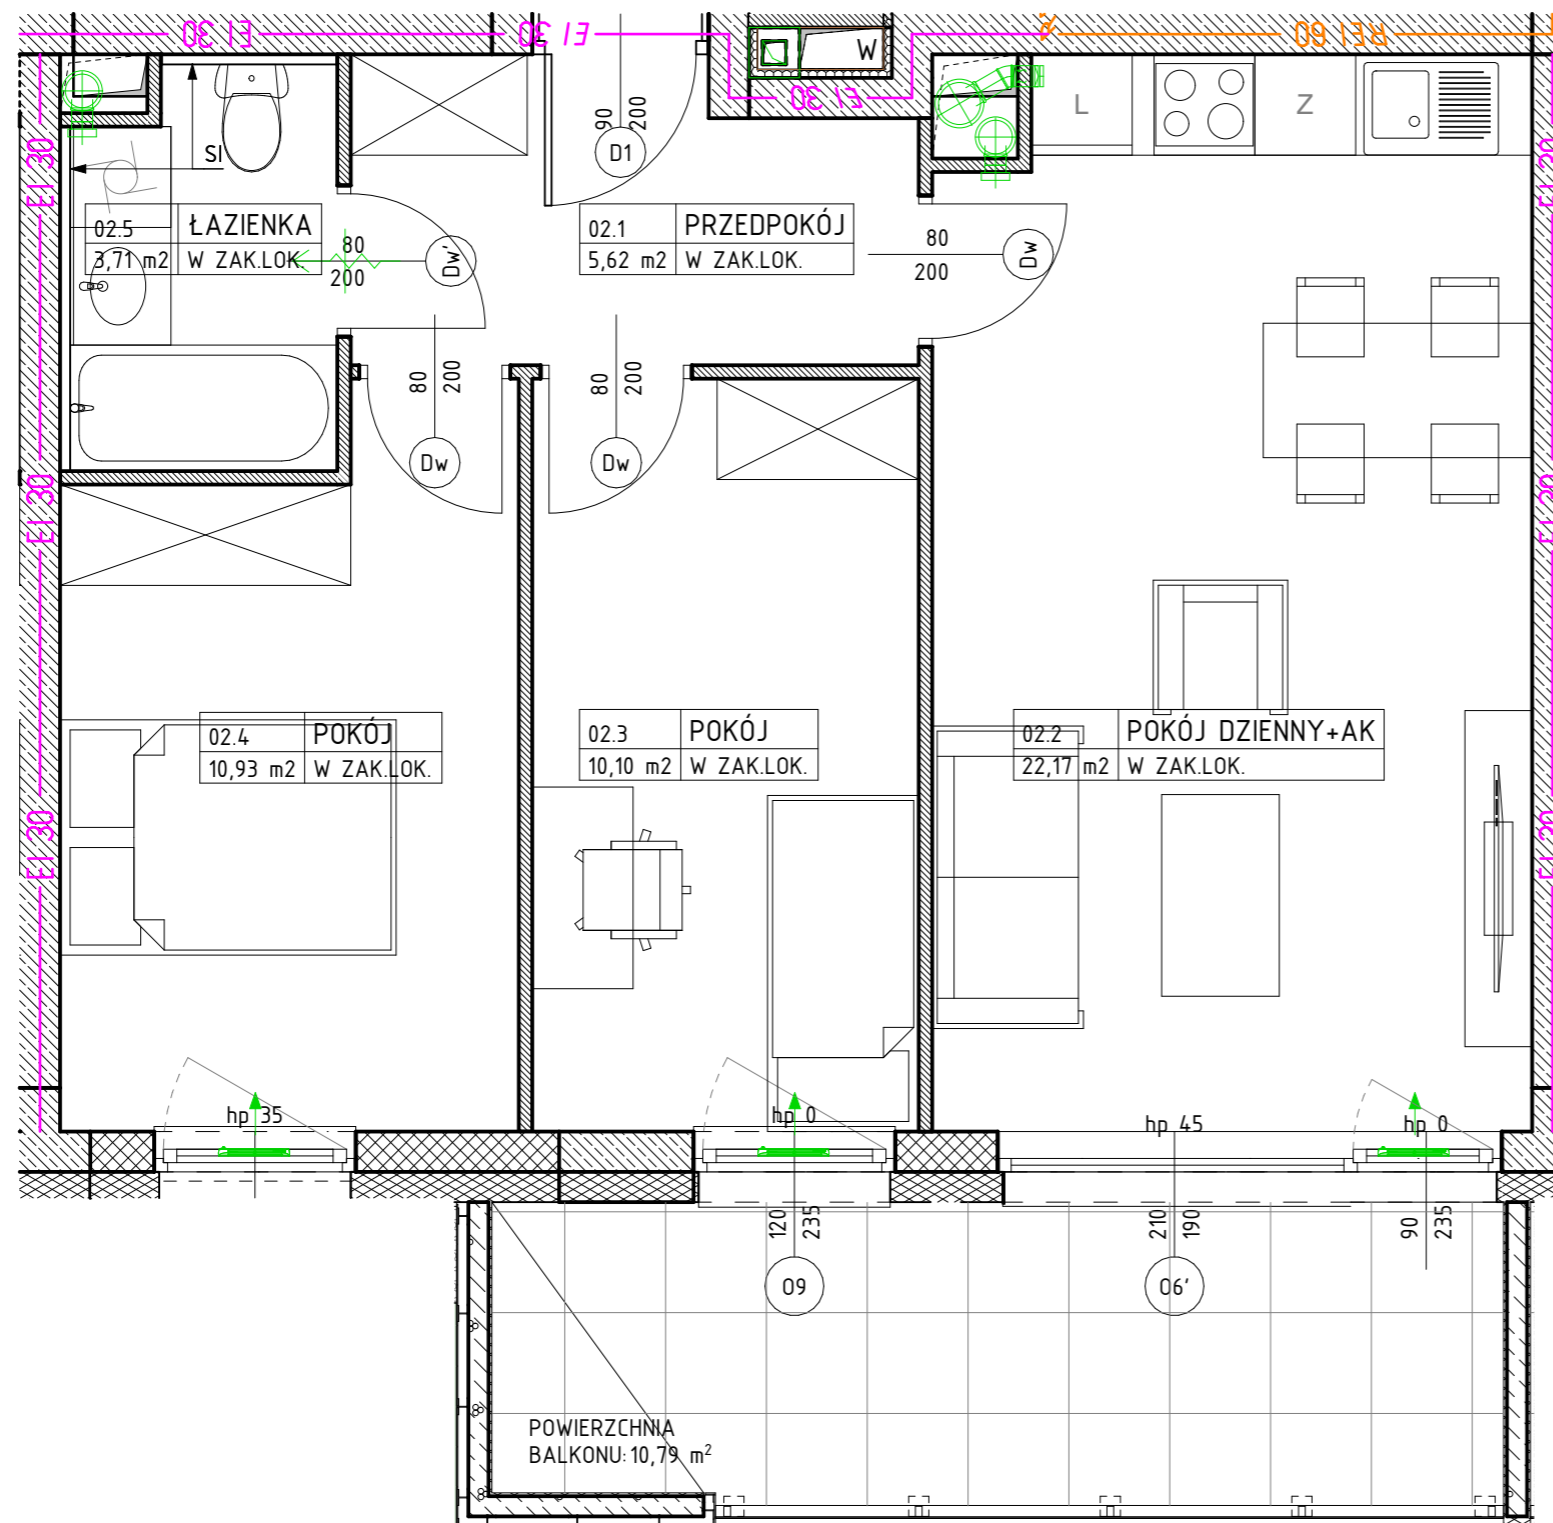 EI 30
EI 30
REI 60
W
EI 30
L
Z
EI 30
SI
90
200
D1
02.5 ŁAZIENKA
3,71 m2 W ZAK.LOK.
80
200
Dw'
02.1 PRZEDPOKÓJ
5,62 m2 W ZAK.LOK.
80
200
Dw
80
200
Dw
80
200
Dw
EI 30
02.4 POKÓJ
10,93 m2 W ZAK.LOK.
02.3 POKÓJ
10,10 m2 W ZAK.LOK.
02.2 POKÓJ DZIENNY+AK
22,17 m2 W ZAK.LOK.
EI 30
hp 35
hp 0
hp 45
hp 0
120
235
O9
210
190
O6'
90
235
POWIERZCHNIA
BALKONU: 10,79 m²